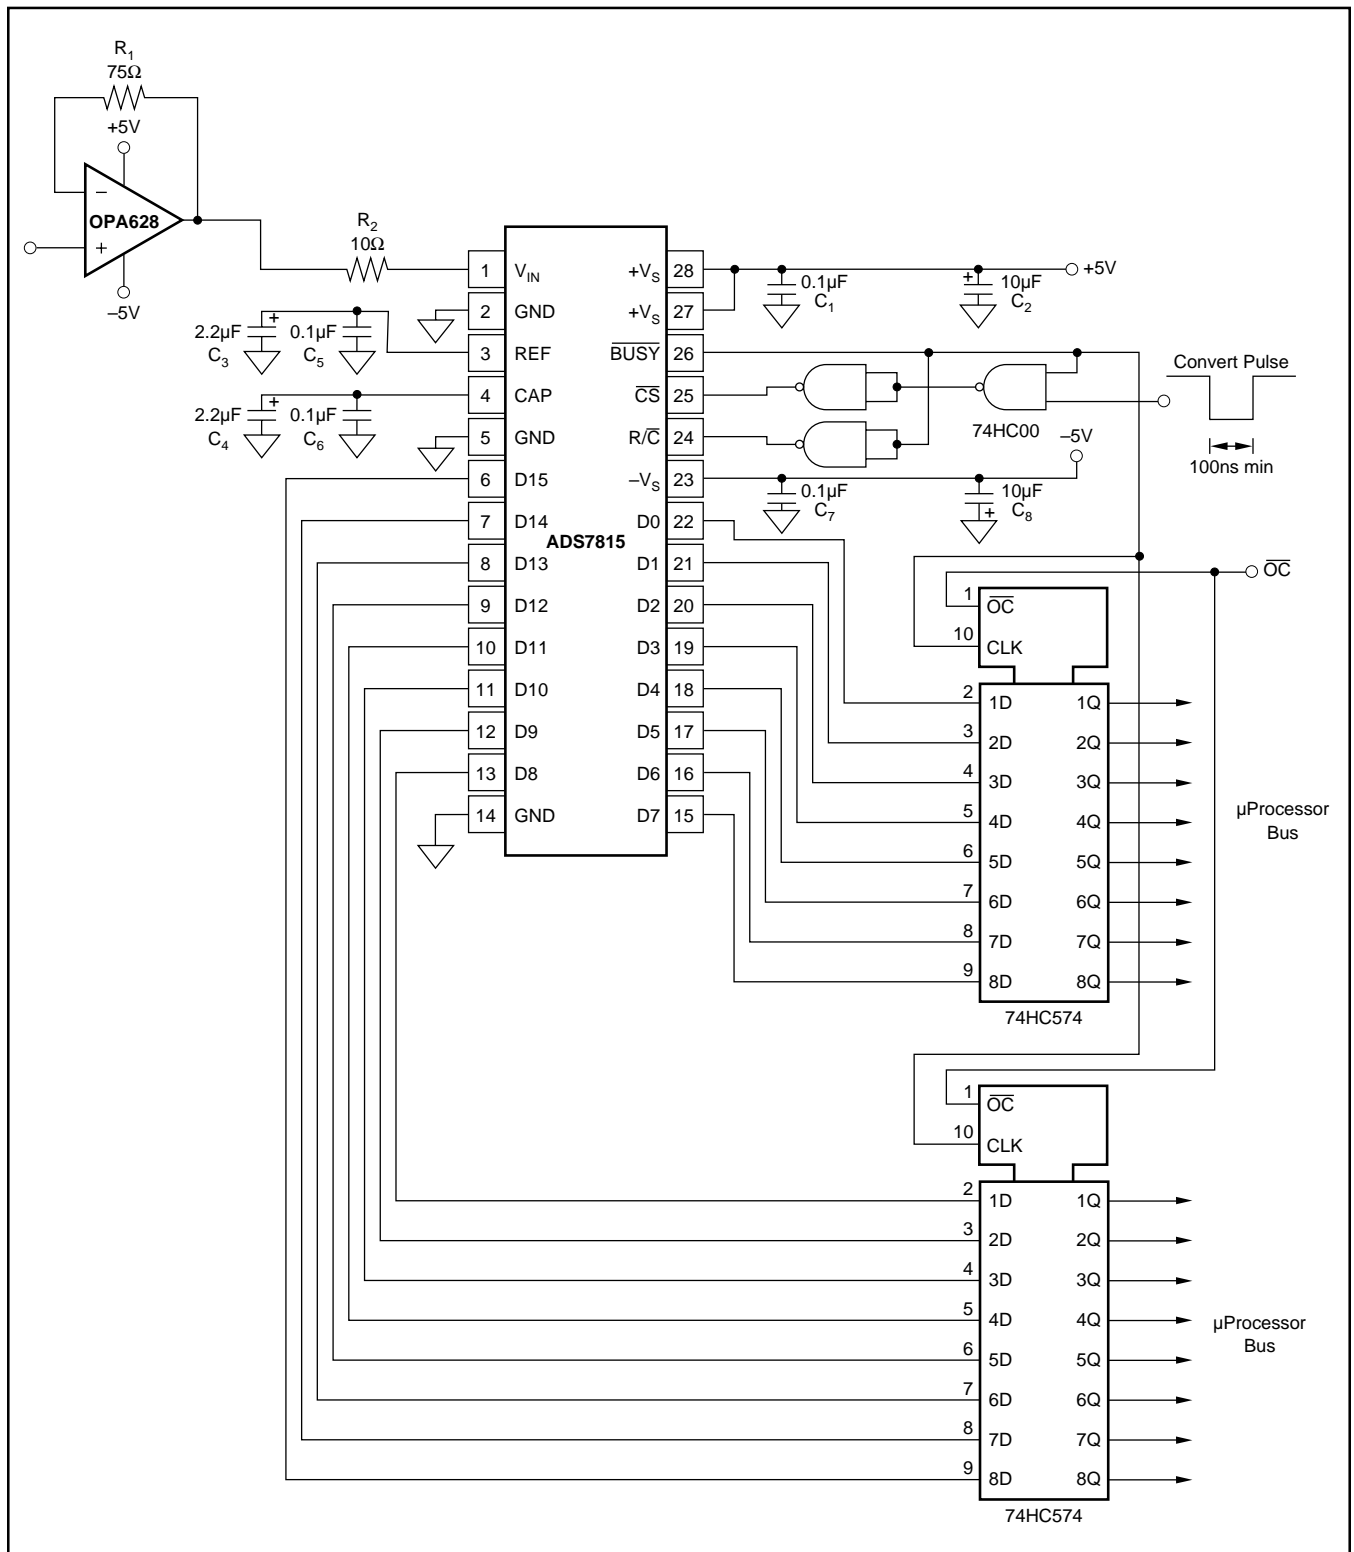 R1
75Ω
+5V
−
OPA628
+
–5V
R2
10Ω
2.2µF
C3
0.1µF
C5
2.2µF
C4
0.1µF
C6
ADS7815
1 VIN
2 GND
3 REF
4 CAP
5 GND
6 D15
7 D14
8 D13
9 D12
10 D11
11 D10
12 D9
13 D8
14 GND
+VS 28
+VS 27
BUSY 26
CS 25
R/C 24
–VS 23
D0 22
D1 21
D2 20
D3 19
D4 18
D5 17
D6 16
D7 15
0.1µF
C1
+
10µF
C2
+5V
74HC00
Convert Pulse
100ns min
–5V
0.1µF
C7
10µF
+
C8
OC
1 OC
10 CLK
2 1D 1Q
3 2D 2Q
4 3D 3Q
5 4D 4Q
6 5D 5Q
7 6D 6Q
8 7D 7Q
9 8D 8Q
74HC574
µProcessor
Bus
1 OC
10 CLK
2 1D 1Q
3 2D 2Q
4 3D 3Q
5 4D 4Q
6 5D 5Q
7 6D 6Q
8 7D 7Q
9 8D 8Q
74HC574
µProcessor
Bus